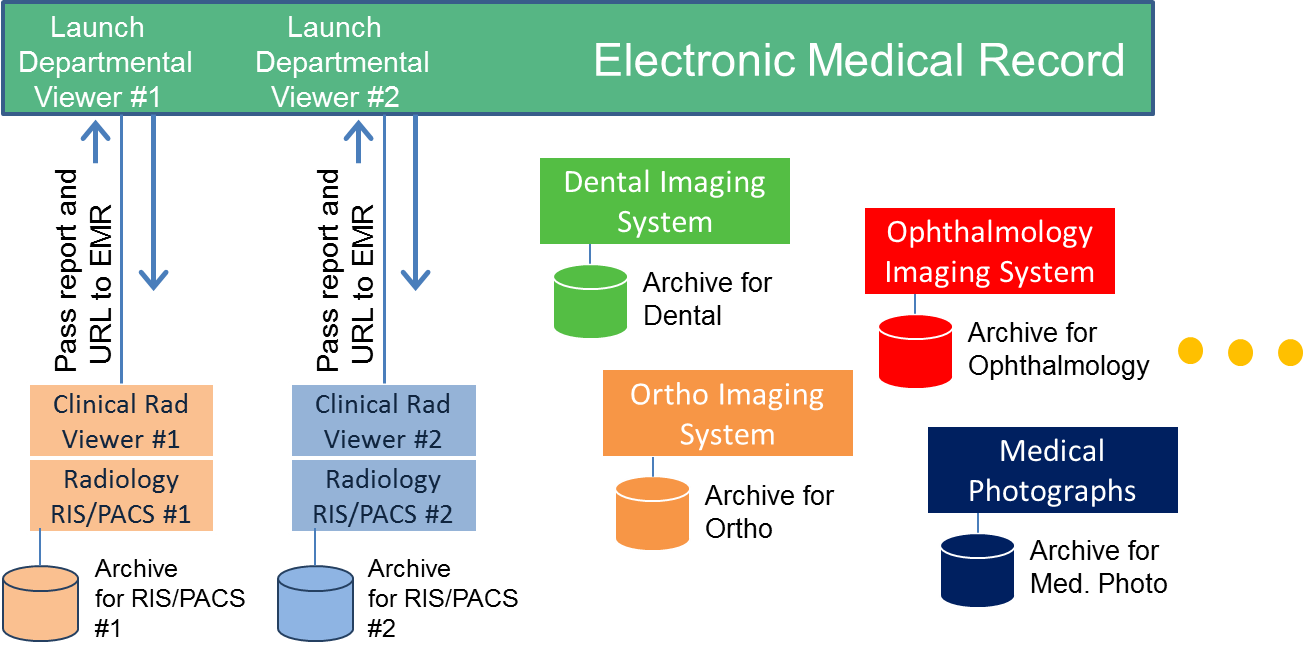 Launch
Departmental
Viewer #1
Launch
Departmental
Viewer #2
Electronic Medical Record
Pass report and
URL to EMR
Pass report and
URL to EMR
Dental Imaging
System
Archive for
Dental
Ophthalmology
Imaging System
Archive for
Ophthalmology
Clinical Rad
Viewer #1
Radiology
RIS/PACS #1
Archive
for RIS/PACS
#1
Clinical Rad
Viewer #2
Radiology
RIS/PACS #2
Archive
for RIS/PACS
#2
Ortho Imaging
System
Archive for
Ortho
Medical
Photographs
Archive for
Med. Photo